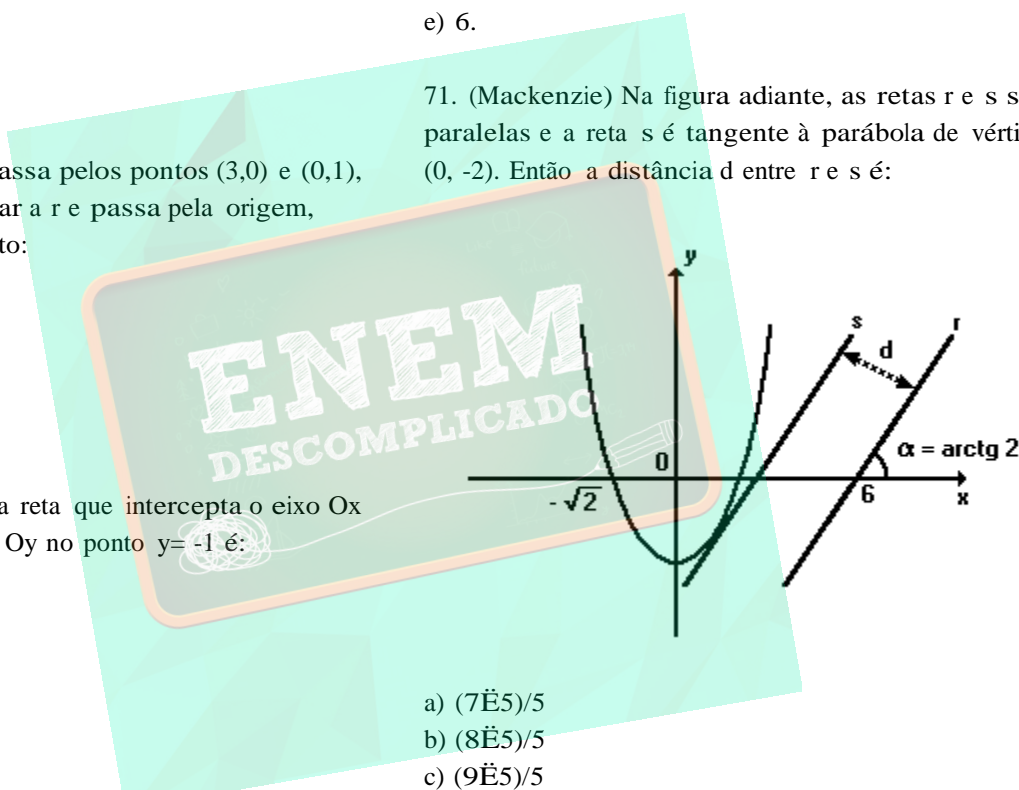 assa pelos pontos (3,0) e (0,1),
ar a r e passa pela origem,
to:
a reta que intercepta o eixo Ox
Oy no ponto y= -1 é:
e) 6.
71. (Mackenzie) Na figura adiante, as retas r e s s
paralelas e a reta s é tangente à parábola de vérti
(0, -2). Então a distância d entre r e s é:
y
s
r
d
0
α = arctg 2
- √2
6
x
a) (7Ë5)/5
b) (8Ë5)/5
c) (9Ë5)/5
ENEM
DESCOMPLICADO